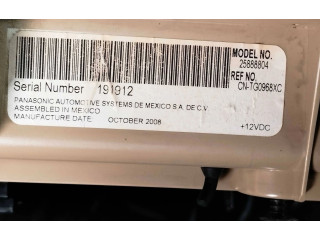 MODEL NO.
25888804
REF NO.
CN-TG0968XC
Serial Number 191912
PANASONIC AUTOMOTIVE SYSTEMS DE MEXICO S.A. DE C.V.
ASSEMBLED IN MEXICO
MANUFACTURE DATE: OCTOBER 2008 +12VDC